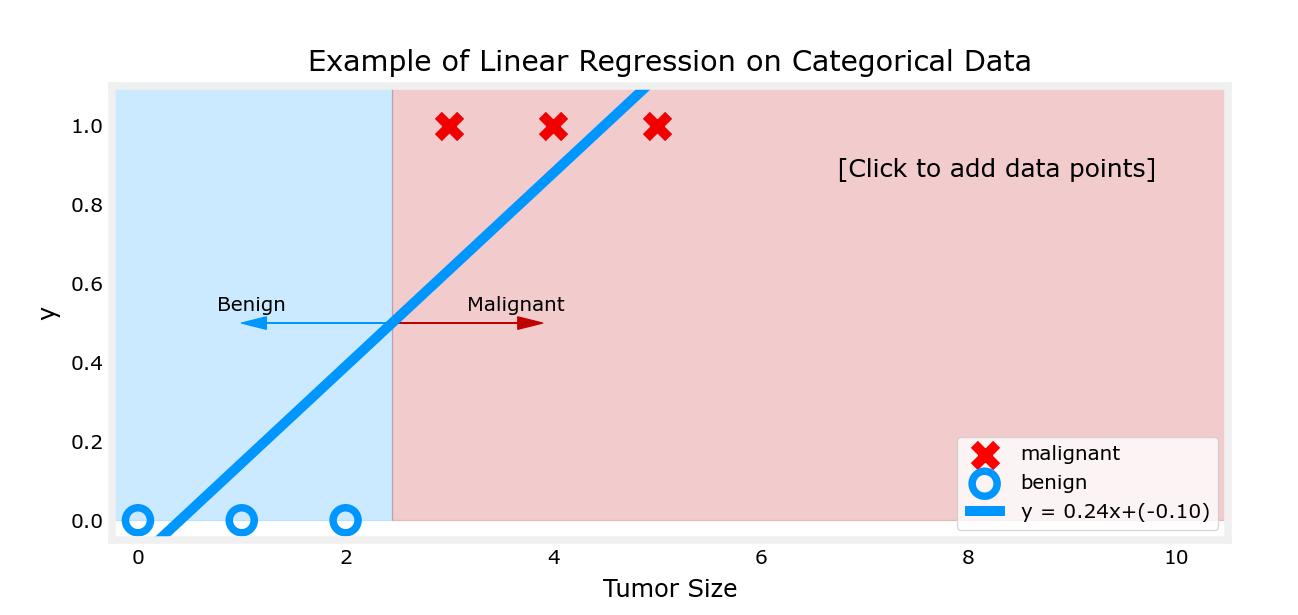 Example of Linear Regression on Categorical Data
1.0
[Click to add data points]
0.8
0.6
Benign
Malignant
y
0.4
0.2
malignant
benign
y = 0.24x+(-0.10)
0.0
0 2 4 6 8 10
Tumor Size